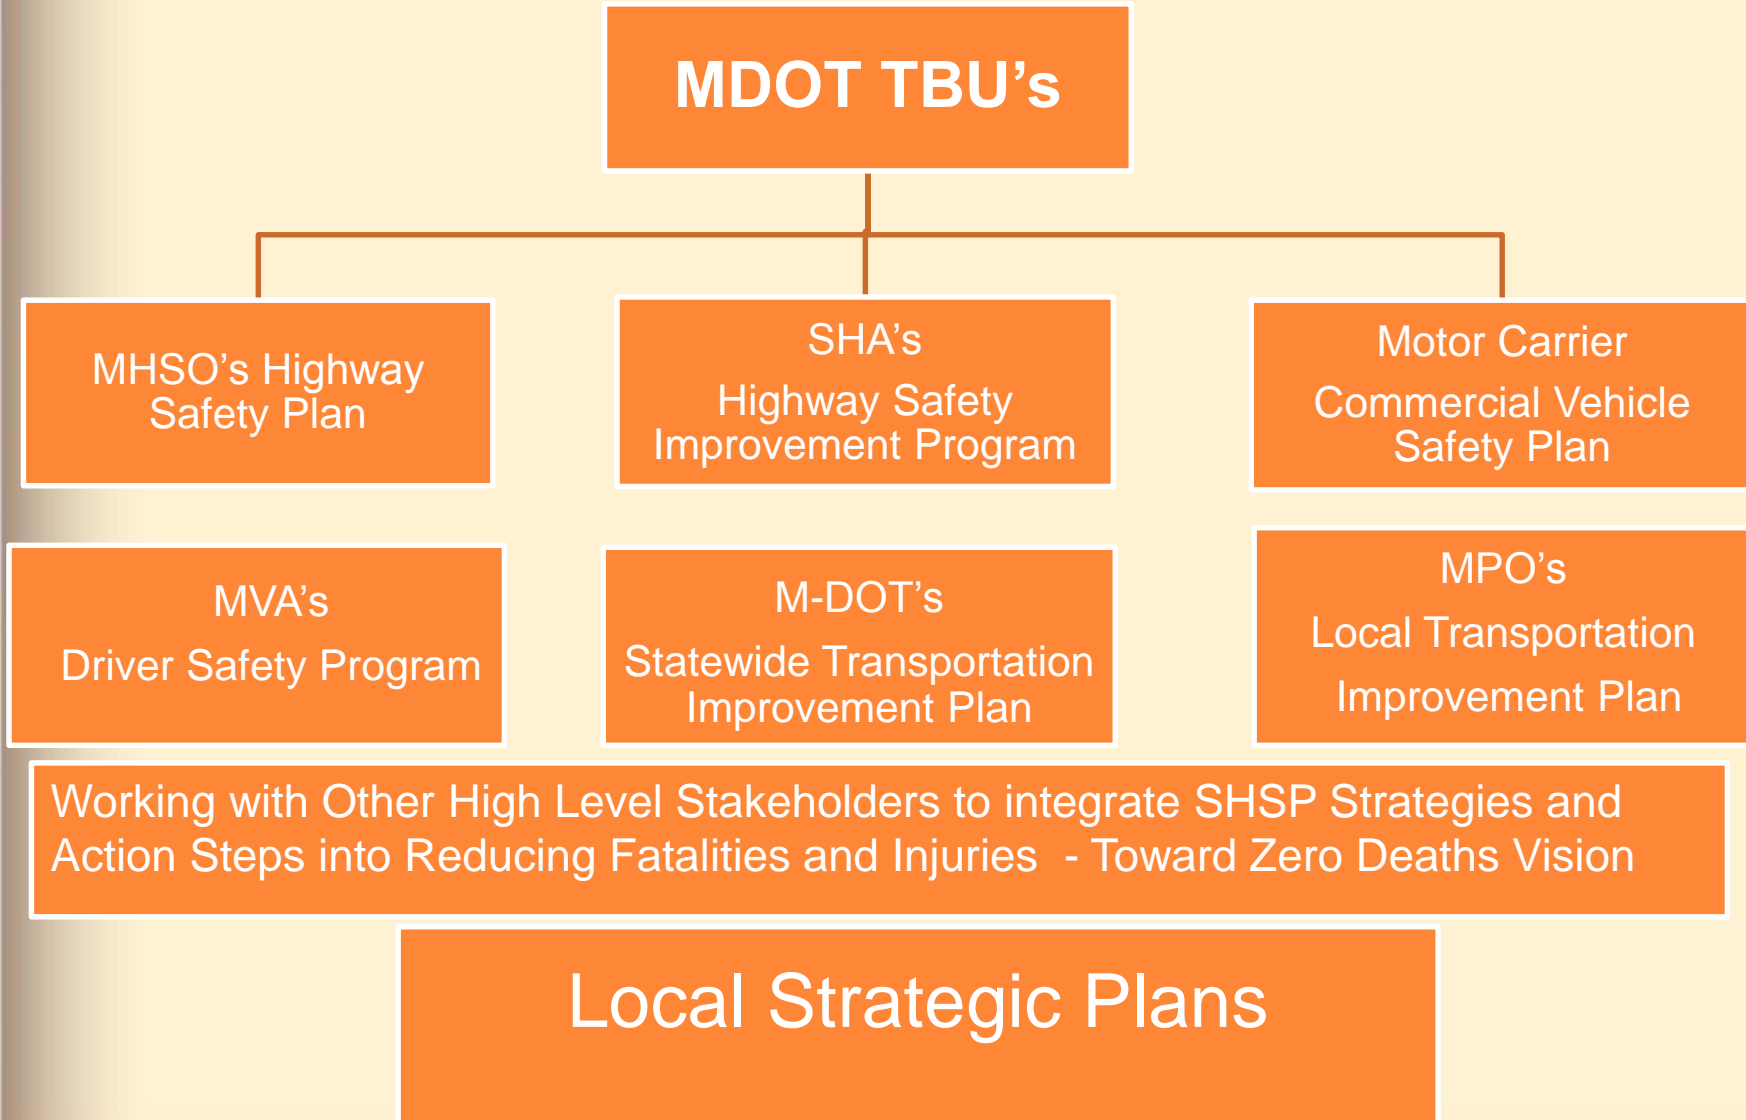 MDOT TBU’s
MHSO’s Highway
Safety Plan
SHA’s
Highway Safety
Improvement Program
Motor Carrier
Commercial Vehicle
Safety Plan
MVA’s
Driver Safety Program
M-DOT’s
Statewide Transportation
Improvement Plan
MPO’s
Local Transportation
Improvement Plan
Working with Other High Level Stakeholders to integrate SHSP Strategies and
Action Steps into Reducing Fatalities and Injuries  - Toward Zero Deaths Vision
Local Strategic Plans